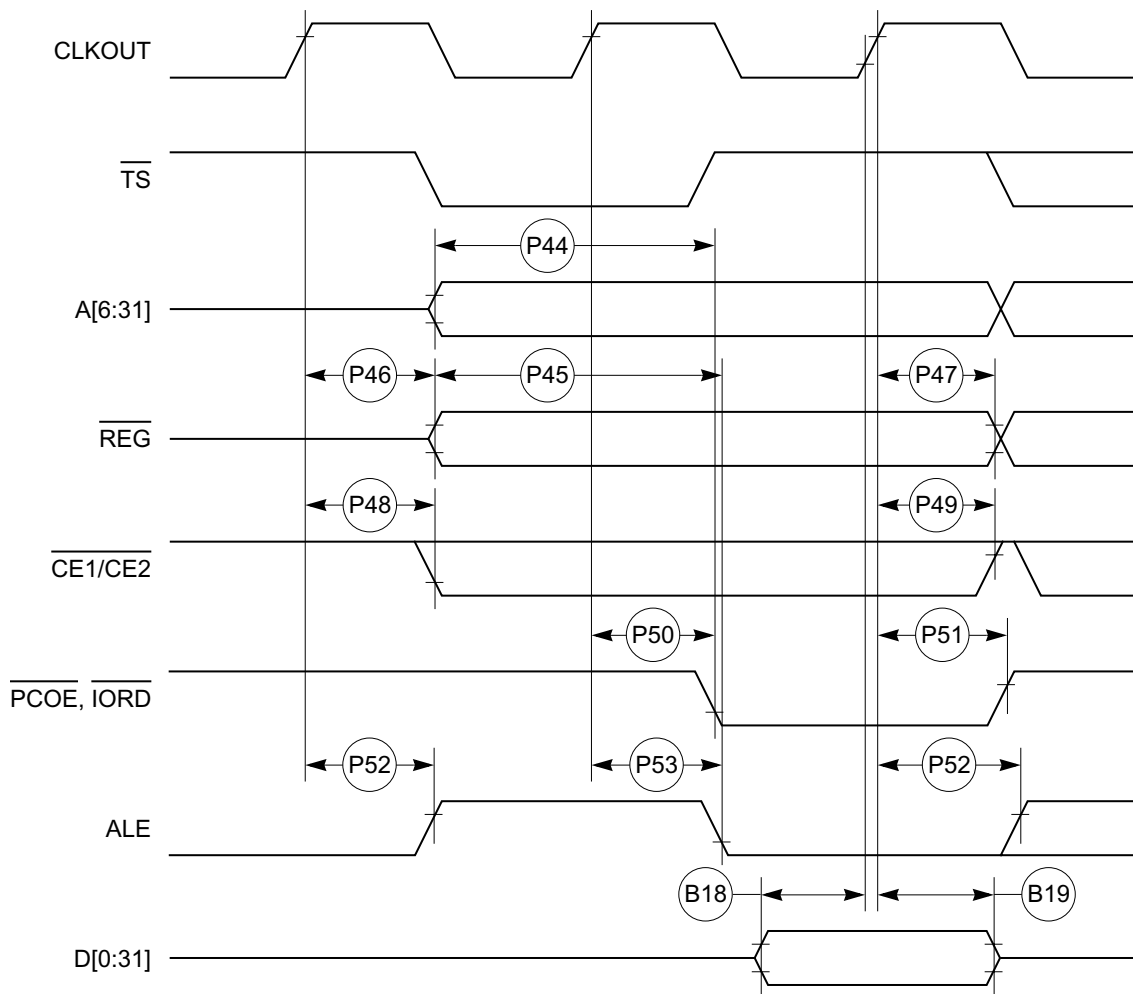 CLKOUT
TS
P44
A[6:31]
P46 P45 P47
REG
P48 P49
CE1/CE2
P50 P51
PCOE, IORD
P52 P53 P52
ALE
B18 B19
D[0:31]